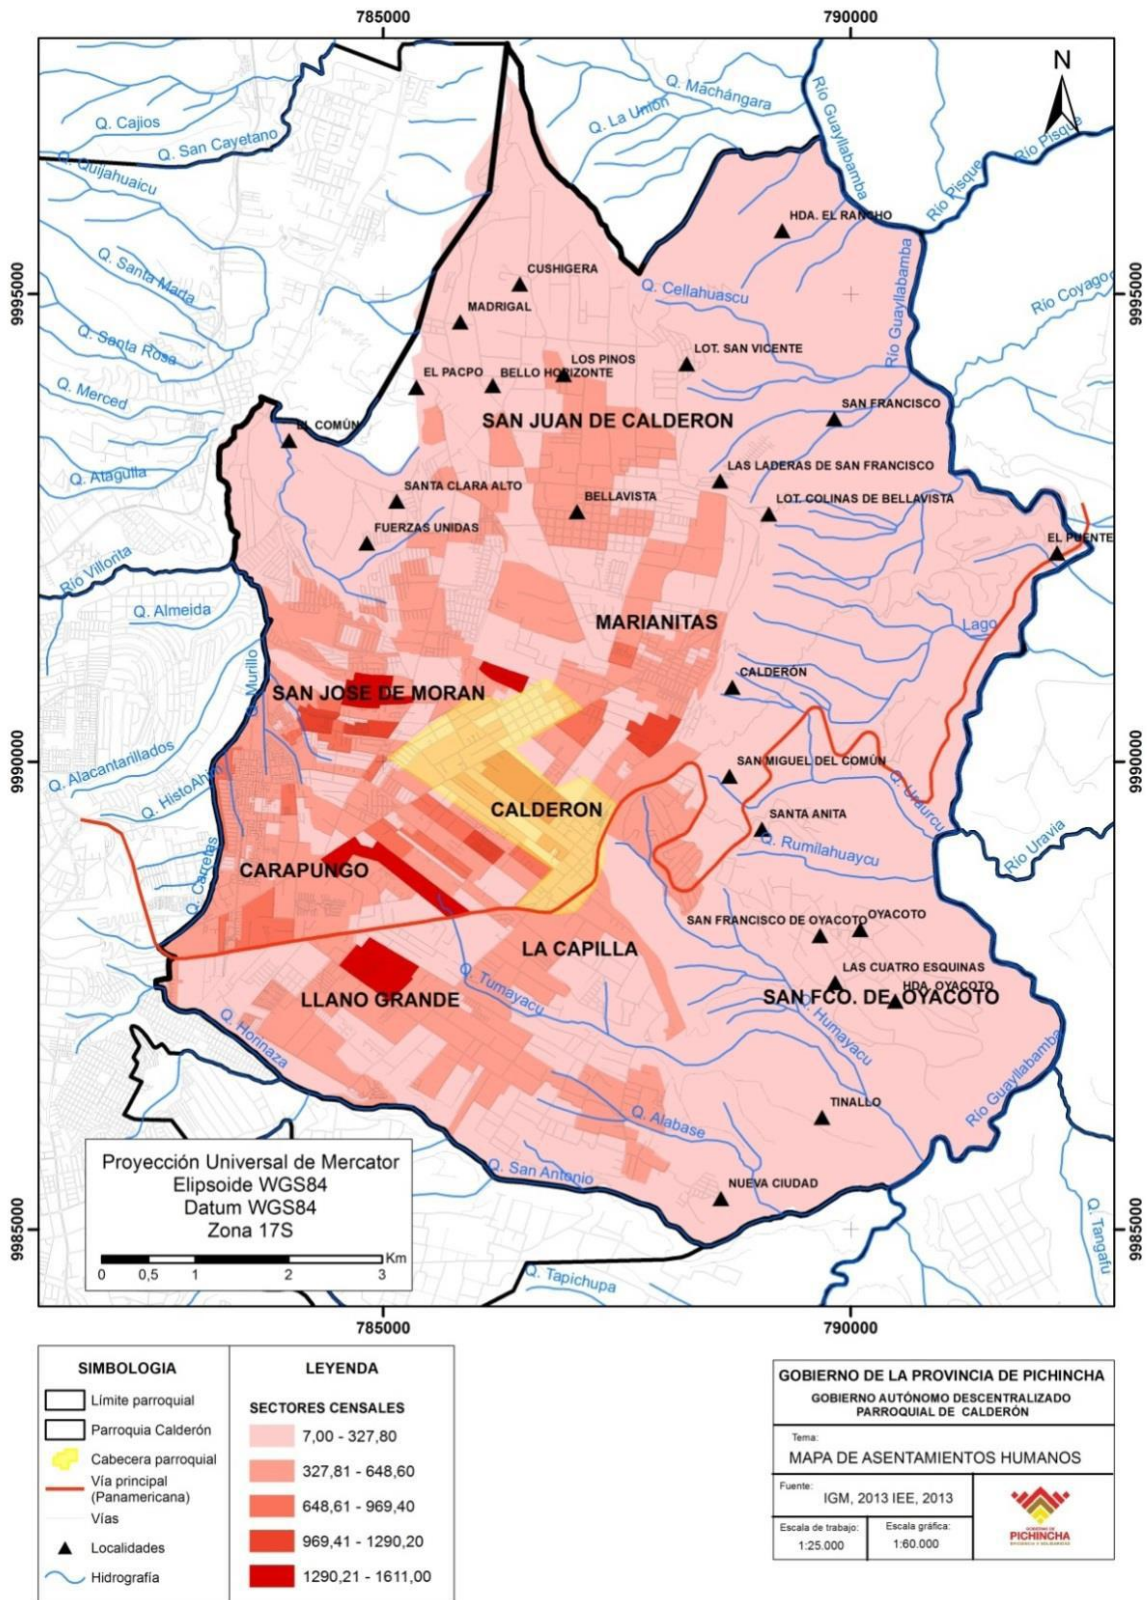 785000
790000
N
Q. Machángara
Q. La Unión
Río Guayllabamba
Q. Cajios
Q. San Cayetano
Río Pisque
Q. Quijahuaicu
Río Pisque
HDA. EL RANCHO
CUSHIGERA
Q. Santa Marta
Q. Cellahuascu
Río Guayllabamba
Río Coyago
9995000
9995000
MADRIGAL
Q. Santa Rosa
LOT. SAN VICENTE
LOS PINOS
EL PACPO
BELLO HORIZONTE
Q. Merced
SAN FRANCISCO
SAN JUAN DE CALDERON
EL COMÚN
Q. Atagulla
LAS LADERAS DE SAN FRANCISCO
SANTA CLARA ALTO
BELLAVISTA
LOT. COLINAS DE BELLAVISTA
FUERZAS UNIDAS
EL PUENTE
Río Villorita
Q. Almeida
MARIANITAS
Lago
Q. Murillo
CALDERÓN
SAN JOSE DE MORAN
Q. Alacantarillados
SAN MIGUEL DEL COMÚN
9990000
9990000
Q. Uraurcu
CALDERON
SANTA ANITA
Q. Rumilahuaycu
Río Uravia
CARAPUNGO
Q. Carretas
SAN FRANCISCO DE OYACOTO
OYACOTO
LA CAPILLA
LAS CUATRO ESQUINAS
Q. Tumayacu
HDA. OYACOTO
LLANO GRANDE
SAN FCO. DE OYACOTO
Q. Humayacu
Q. Horinaza
Río Guayllabamba
TINALLO
Q. Alabase
Q. San Antonio
NUEVA CIUDAD
Q. Tangafu
9985000
9985000
Q. Tapichupa
Proyección Universal de Mercator
Elipsoide WGS84
Datum WGS84
Zona 17S
Km
0 0,5 1 2 3
785000
790000
SIMBOLOGIA
Límite parroquial
Parroquia Calderón
Cabecera parroquial
Vía principal
(Panamericana)
Vías
Localidades
Hidrografía
LEYENDA
SECTORES CENSALES
7,00 - 327,80
327,81 - 648,60
648,61 - 969,40
969,41 - 1290,20
1290,21 - 1611,00
GOBIERNO DE LA PROVINCIA DE PICHINCHA
GOBIERNO AUTÓNOMO DESCENTRALIZADO
PARROQUIAL DE CALDERÓN
Tema:
MAPA DE ASENTAMIENTOS HUMANOS
Fuente:
IGM, 2013 IEE, 2013
Escala de trabajo:
1:25.000
Escala gráfica:
1:60.000
PICHINCHA